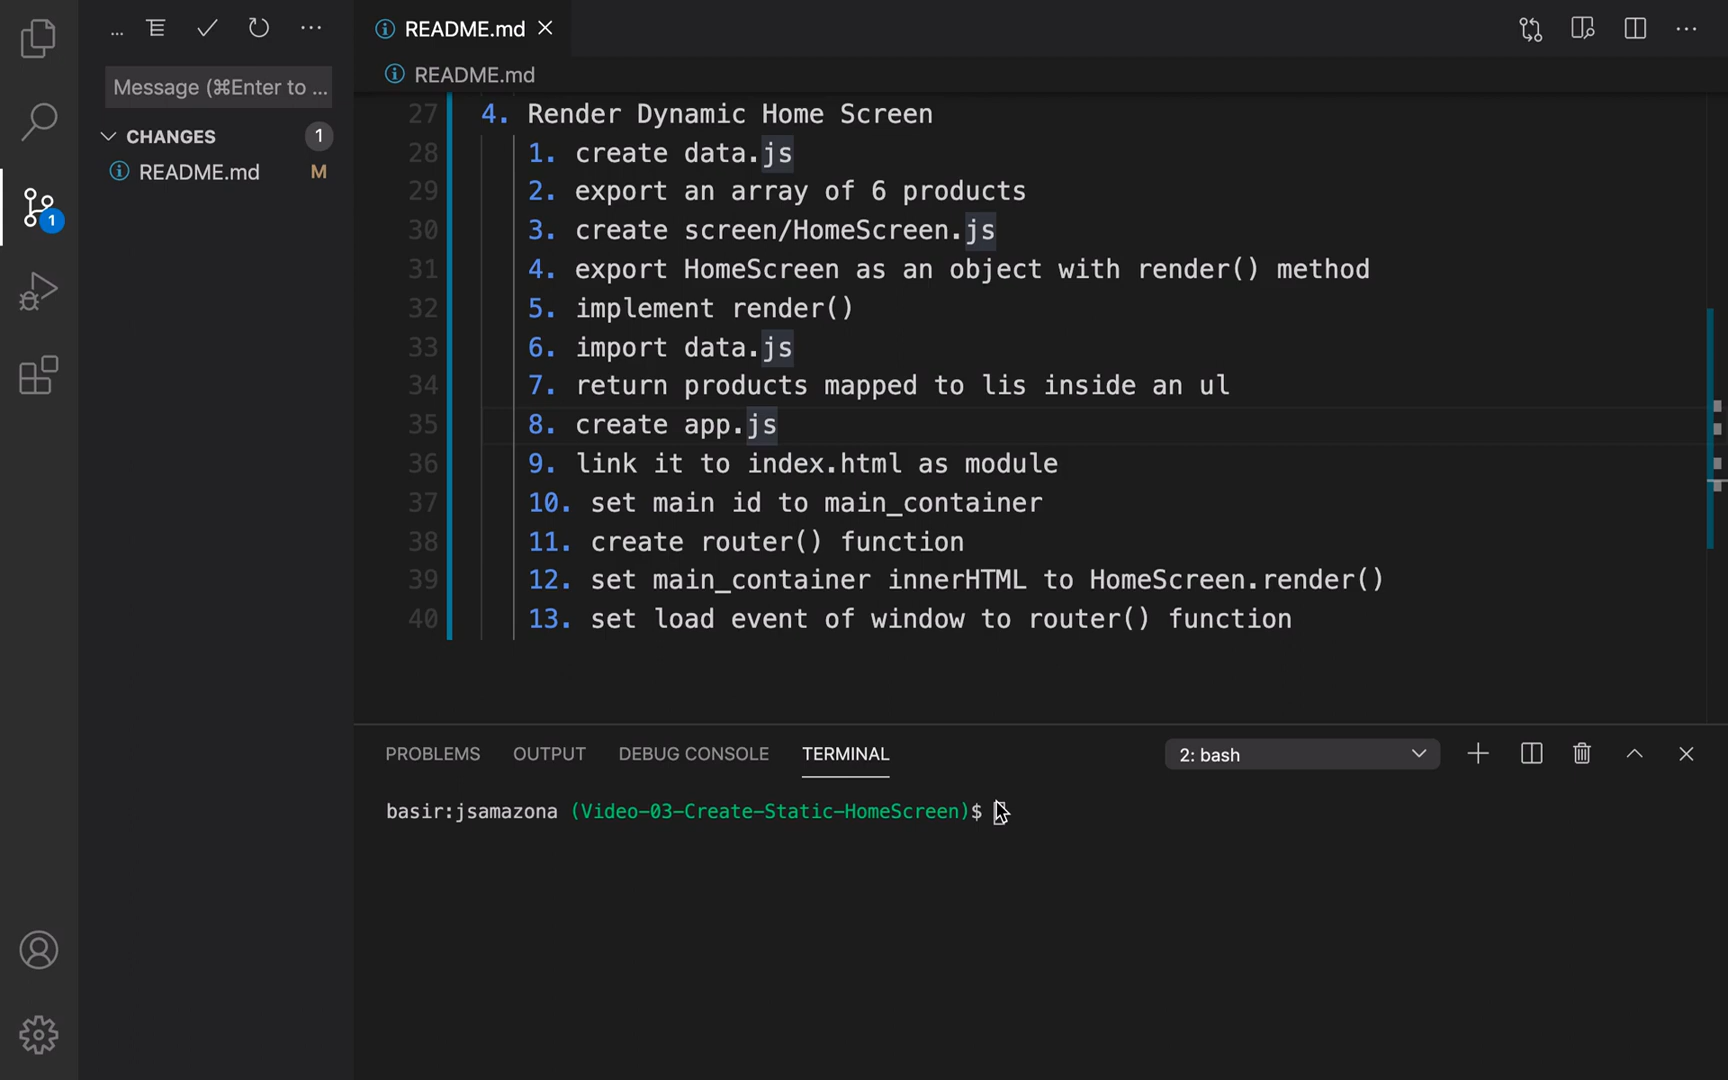 README.md
README.md
Message (⌘Enter to ...
CHANGES 1
README.md M
1
27 4. Render Dynamic Home Screen
28 1. create data.js
29 2. export an array of 6 products
30 3. create screen/HomeScreen.js
31 4. export HomeScreen as an object with render() method
32 5. implement render()
33 6. import data.js
34 7. return products mapped to lis inside an ul
35 8. create app.js
36 9. link it to index.html as module
37 10. set main id to main_container
38 11. create router() function
39 12. set main_container innerHTML to HomeScreen.render()
40 13. set load event of window to router() function
PROBLEMS OUTPUT DEBUG CONSOLE TERMINAL 2: bash
basir:jsamazona (Video-03-Create-Static-HomeScreen)$